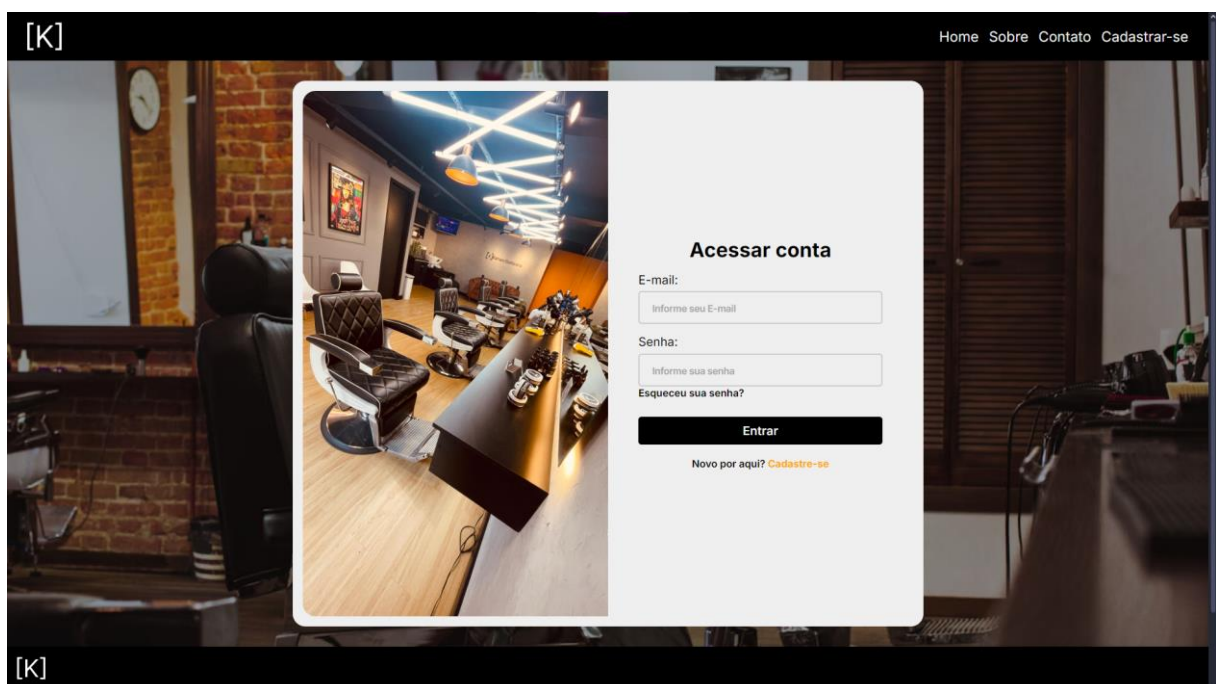 [K]
Home Sobre Contato Cadastrar-se
Acessar conta
E-mail:
Informe seu E-mail
Senha:
Informe sua senha
Esqueceu sua senha?
Entrar
Novo por aqui? Cadastre-se
[K]